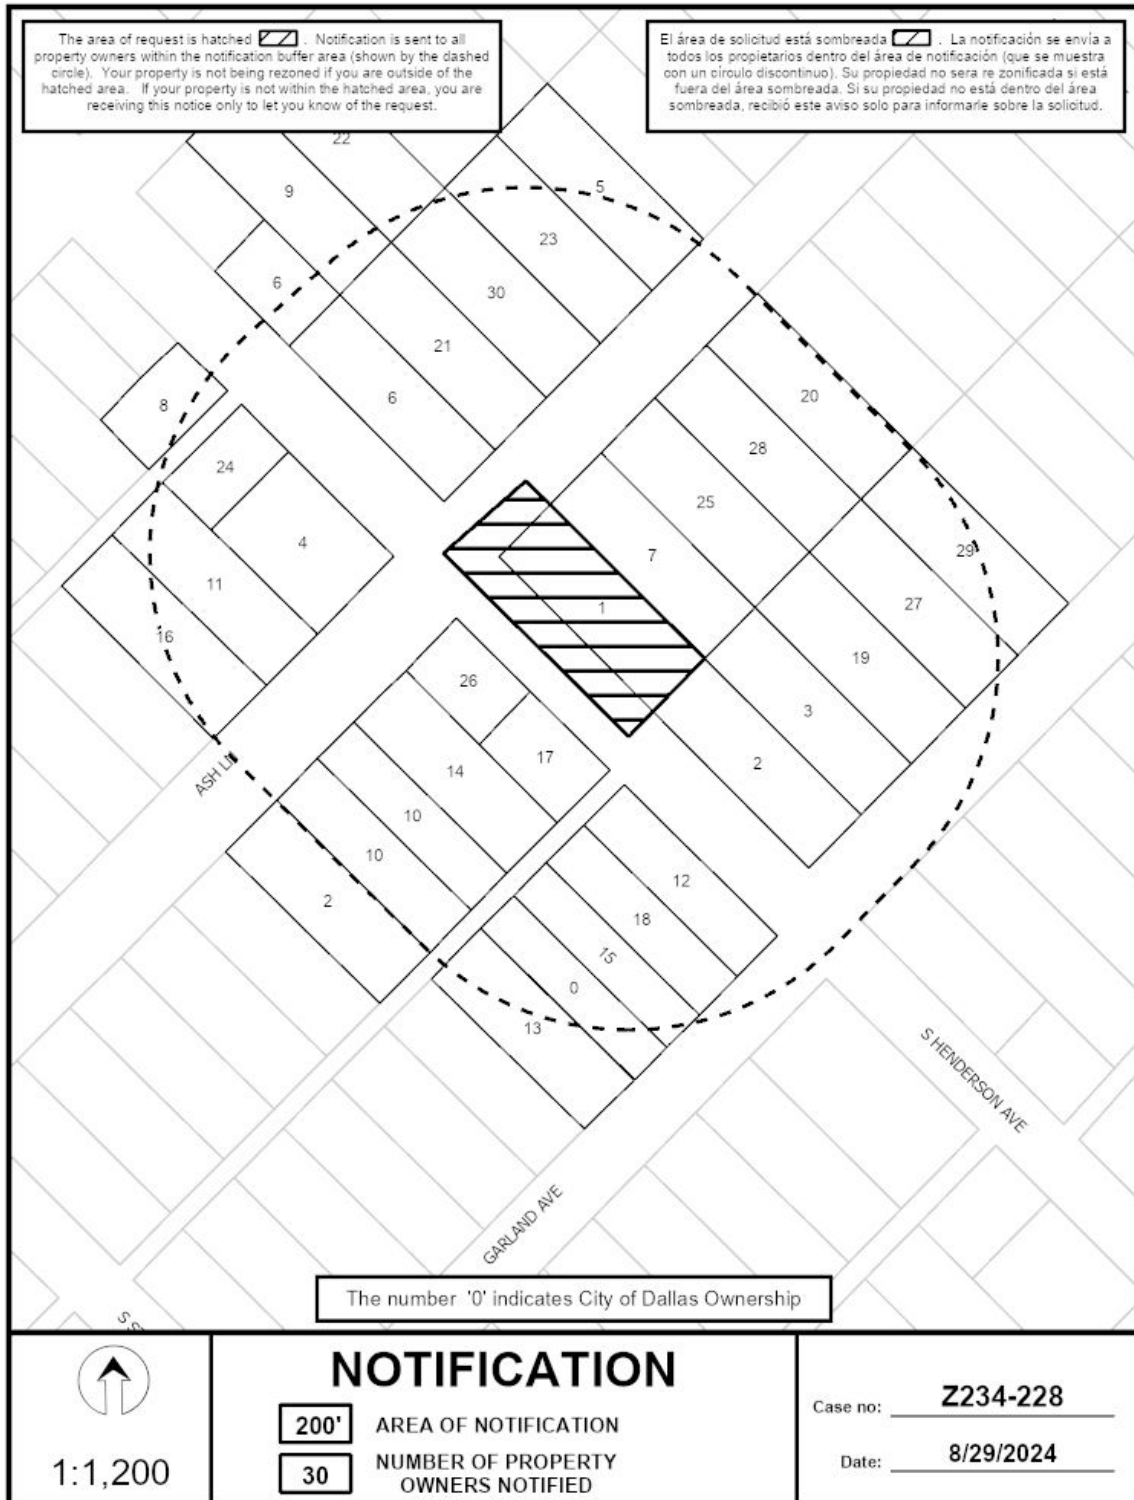 The area of request is hatched . Notification is sent to all
property owners within the notification buffer area (shown by the dashed
circle). Your property is not being rezoned if you are outside of the
hatched area. If your property is not within the hatched area, you are
receiving this notice only to let you know of the request.
El área de solicitud está sombreada . La notificación se envía a
todos los propietarios dentro del área de notificación (que se muestra
con un círculo discontinuo). Su propiedad no sera re zonificada si está
fuera del área sombreada. Si su propiedad no está dentro del área
sombreada, recibió este aviso solo para informarle sobre la solicitud.
22
9
5
23
6
30
21
6
8
20
24
28
4
25
7
29
11
1
27
16
19
26
3
17
2
14
ASH LN
10
10
12
2
18
15
0
13
S HENDERSON AVE
GARLAND AVE
The number '0' indicates City of Dallas Ownership
1:1,200
NOTIFICATION
200' AREA OF NOTIFICATION
30 NUMBER OF PROPERTY
OWNERS NOTIFIED
Case no: Z234-228
Date: 8/29/2024